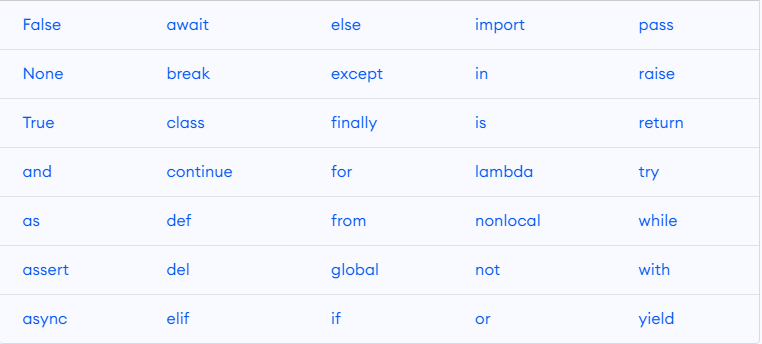 False await else import pass
None break except in raise
True class finally is return
and continue for lambda try
as def from nonlocal while
assert del global not with
async elif if or yield